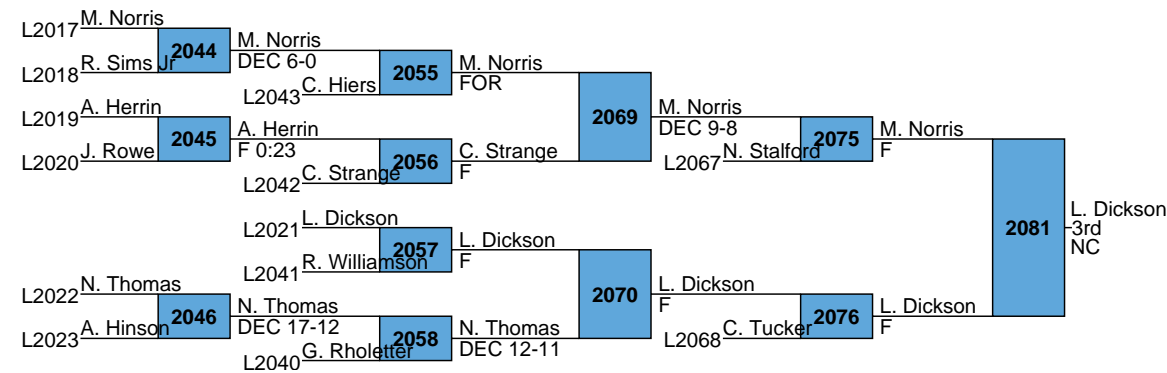 L2017 M. Norris
2044
L2018 R. Sims Jr
M. Norris
DEC 6-0
2055
L2043 C. Hiers
M. Norris
FOR
L2019 A. Herrin
2045
L2020 J. Rowe
A. Herrin
F 0:23
2056
L2042 C. Strange
C. Strange
F
2069
M. Norris
DEC 9-8
2075
L2067 N. Stalford
M. Norris
F
L2021 L. Dickson
2057
L2041 R. Williamson
L. Dickson
F
L2022 N. Thomas
2046
L2023 A. Hinson
N. Thomas
DEC 17-12
2058
L2040 G. Rholetter
N. Thomas
DEC 12-11
2070
L. Dickson
F
2076
L2068 C. Tucker
L. Dickson
F
2081
L. Dickson
3rd
NC